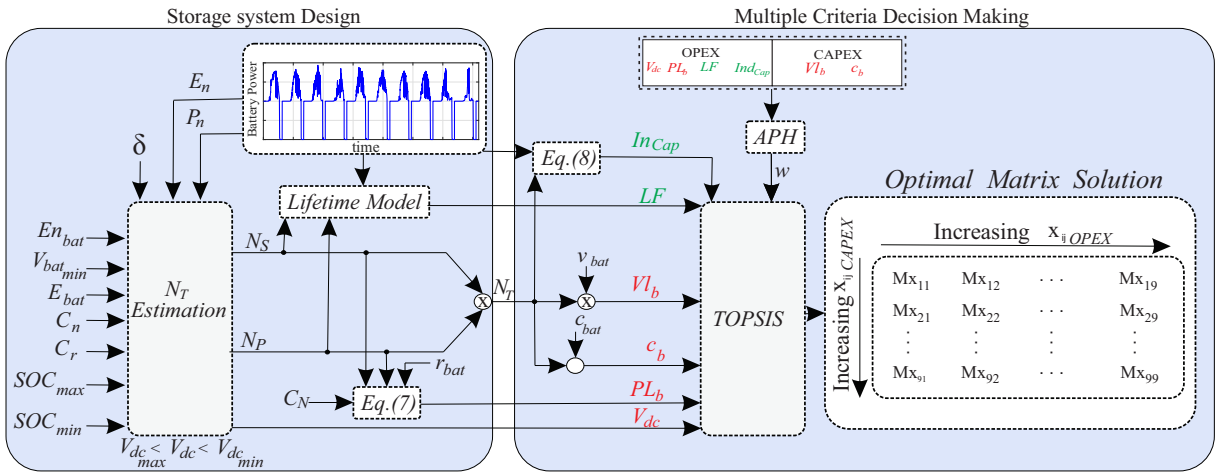 Storage system Design
Multiple Criteria Decision Making
Battery Power
time
E_n
P_n
δ
En_bat
V_bat_min
E_bat
C_n
C_r
SOC_max
SOC_min
N_T
Estimation
V_dc_max < V_dc < V_dc_min
Lifetime Model
N_S
N_P
r_bat
C_N
Eq.(7)
X
N_T
OPEX
V_dc PL_b LF Ind_Cap
CAPEX
Vl_b c_b
APH
w
Eq.(8)
In_Cap
LF
v_bat
X
Vl_b
c_bat
c_b
PL_b
V_dc
TOPSIS
Optimal Matrix Solution
Increasing x_ij OPEX
Increasing x_ij CAPEX
Mx_11 Mx_12 · · · Mx_19
Mx_21 Mx_22 · · · Mx_29
Mx_91 Mx_92 · · · Mx_99